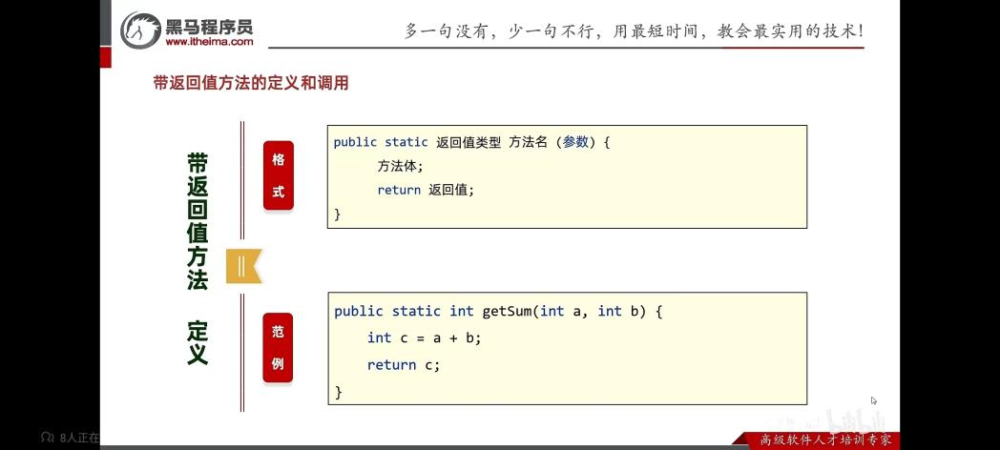 黑马程序员
www.itheima.com
多一句没有，少一句不行，用最短时间，教会最实用的技术！
带返回值方法的定义和调用
带返回值方法 定义
格式
public static 返回值类型 方法名 (参数) {
方法体;
return 返回值;
}
范例
public static int getSum(int a, int b) {
int c = a + b;
return c;
}
8人正在
高级软件人才培训专家